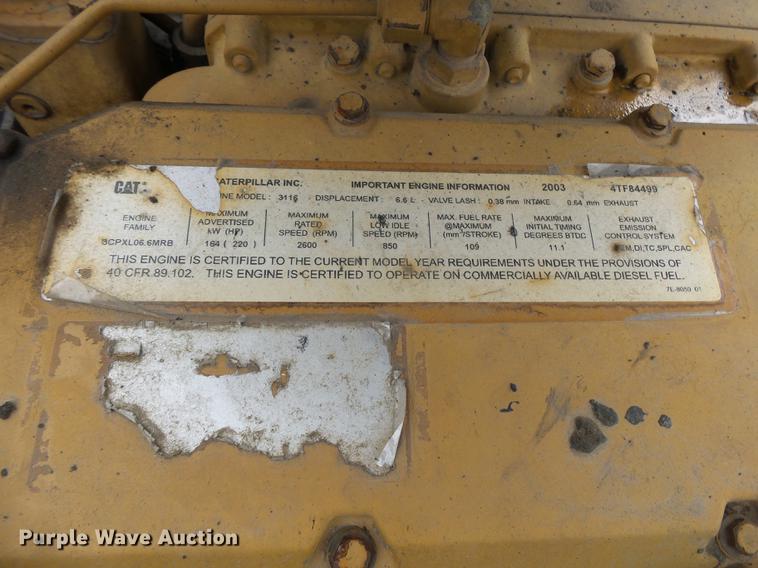 CAT CATERPILLAR INC. IMPORTANT ENGINE INFORMATION 2003 4TF84499
MODEL: 3116 DISPLACEMENT: 6.6 L VALVE LASH: 0.38 mm INTAKE 0.64 mm EXHAUST
ENGINE FAMILY MAXIMUM ADVERTISED kW (HP) MAXIMUM RATED SPEED (RPM) MAXIMUM LOW IDLE SPEED (RPM) MAX. FUEL RATE @MAXIMUM (mm³/STROKE) MAXIMUM INITIAL TIMING DEGREES BTDC EXHAUST EMISSION CONTROL SYSTEM
3CPXL06.6MRB 164 ( 220 ) 2600 850 109 11.1 EM,DI,TC,SPL,CAC
THIS ENGINE IS CERTIFIED TO THE CURRENT MODEL YEAR REQUIREMENTS UNDER THE PROVISIONS OF
40 CFR.89.102. THIS ENGINE IS CERTIFIED TO OPERATE ON COMMERCIALLY AVAILABLE DIESEL FUEL.
7E-8050 01
Purple Wave Auction